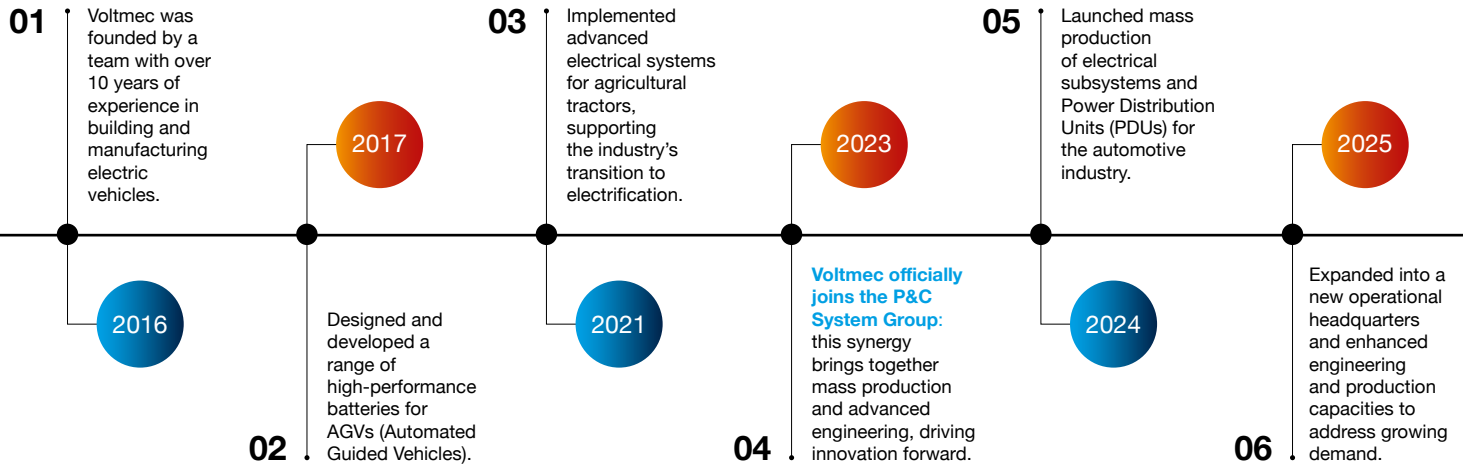 01
Voltmec was
founded by a
team with over
10 years of
experience in
building and
manufacturing
electric
vehicles.
2016
2017
Designed and
developed a
range of
high-performance
batteries for
AGVs (Automated
Guided Vehicles).
02
03
Implemented
advanced
electrical systems
for agricultural
tractors,
supporting
the industry’s
transition to
electrification.
2021
2023
Voltmec officially
joins the P&C
System Group:
this synergy
brings together
mass production
and advanced
engineering, driving
innovation forward.
04
05
Launched mass
production
of electrical
subsystems and
Power Distribution
Units (PDUs) for
the automotive
industry.
2024
2025
Expanded into a
new operational
headquarters
and enhanced
engineering
and production
capacities to
address growing
demand.
06